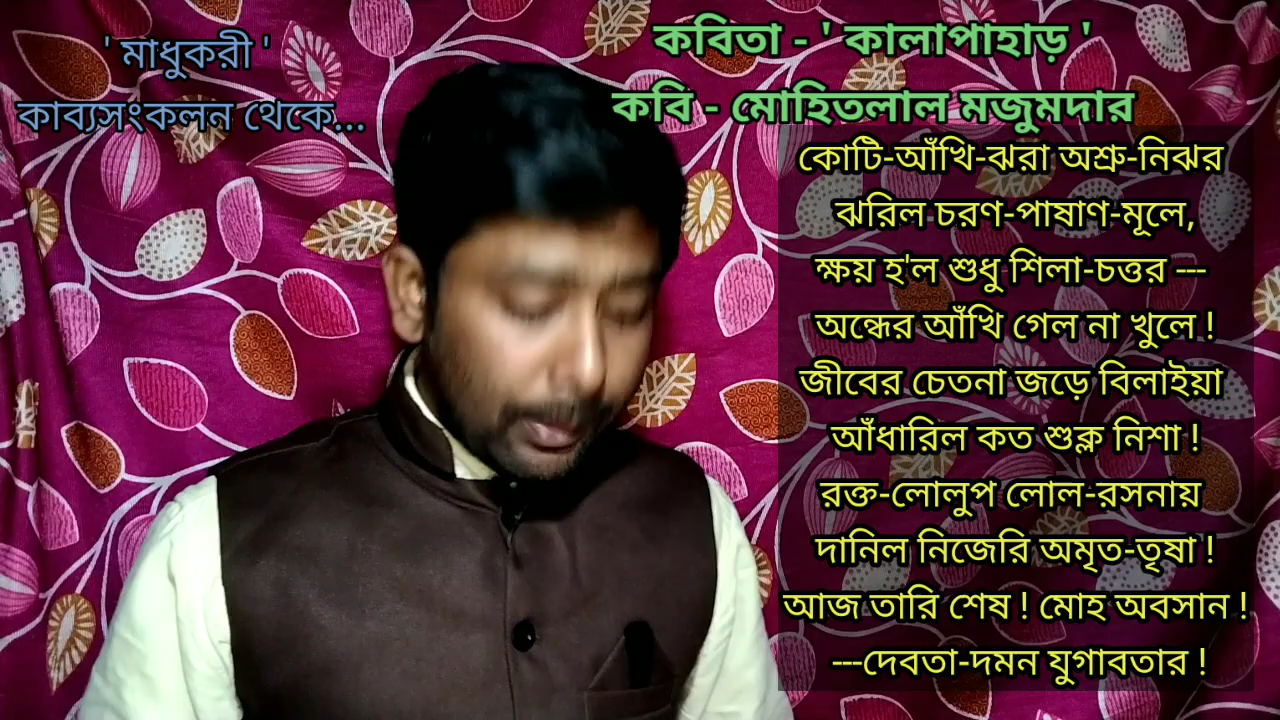 ' মাধুকরী '
কাব্যসংকলন থেকে...
কবিতা - ' কালাপাহাড় '
কবি - মোহিতলাল মজুমদার
কোটি-আঁখি-ঝরা অশ্রু-নিঝর
ঝরিল চরণ-পাষাণ-মূলে,
ক্ষয় হ'ল শুধু শিলা-চত্তর ---
অন্ধের আঁখি গেল না খুলে !
জীবের চেতনা জড়ে বিলাইয়া
আঁধারিল কত শুক্ল নিশা !
রক্ত-লোলুপ লোল-রসনায়
দানিল নিজেরি অমৃত-তৃষা !
আজ তারি শেষ ! মোহ অবসান !
---দেবতা-দমন যুগাবতার !